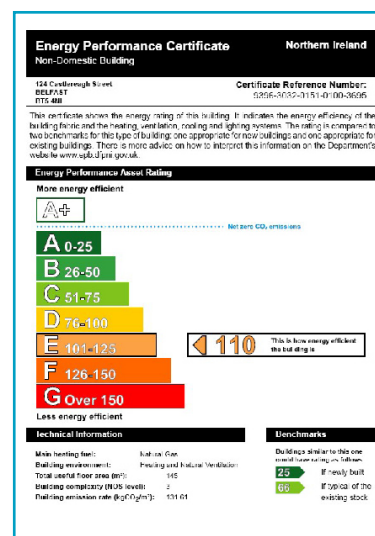 Energy Performance Certificate
Northern Ireland
Non-Domestic Building
124 Castlereagh Street
BELFAST
Certificate Reference Number:
This certificate shows the energy rating of this building. It indicates the energy efficiency of the
building fabric and the heating, ventilation, cooling and lighting systems. The rating is compared to
two benchmarks for this type of building: one appropriate for new buildings and one appropriate for
existing buildings. There is more advice on how to interpret this information on the Department's
website www.epb.dfpni.gov.uk.
Energy Performance Asset Rating
More energy efficient
A+
Net zero CO₂ emissions
A 0-25
B 26-50
C 51-75
D 76-100
E 101-125
110
This is how energy efficient
the building is
F 126-150
G Over 150
Less energy efficient
Technical Information
Main heating fuel: Natural Gas
Building environment: Heating and Natural Ventilation
Total useful floor area (m²): 145
Building complexity (NOS level): 3
Building emission rate (kgCO₂/m²): 131.61
Benchmarks
Buildings similar to this one
could have rating as follows
25 If newly built
66 If typical of the
existing stock